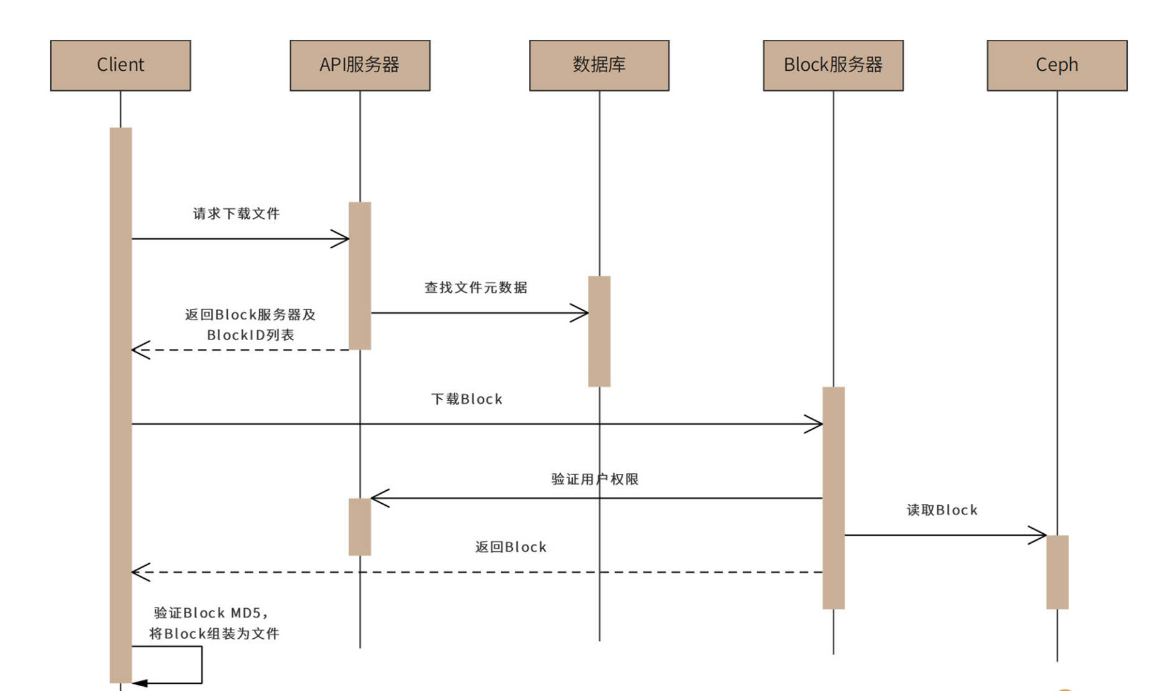 Client
API服务器
数据库
Block服务器
Ceph
请求下载文件
查找文件元数据
返回Block服务器及
BlockID列表
下载Block
验证用户权限
读取Block
返回Block
验证Block MD5，
将Block组装为文件